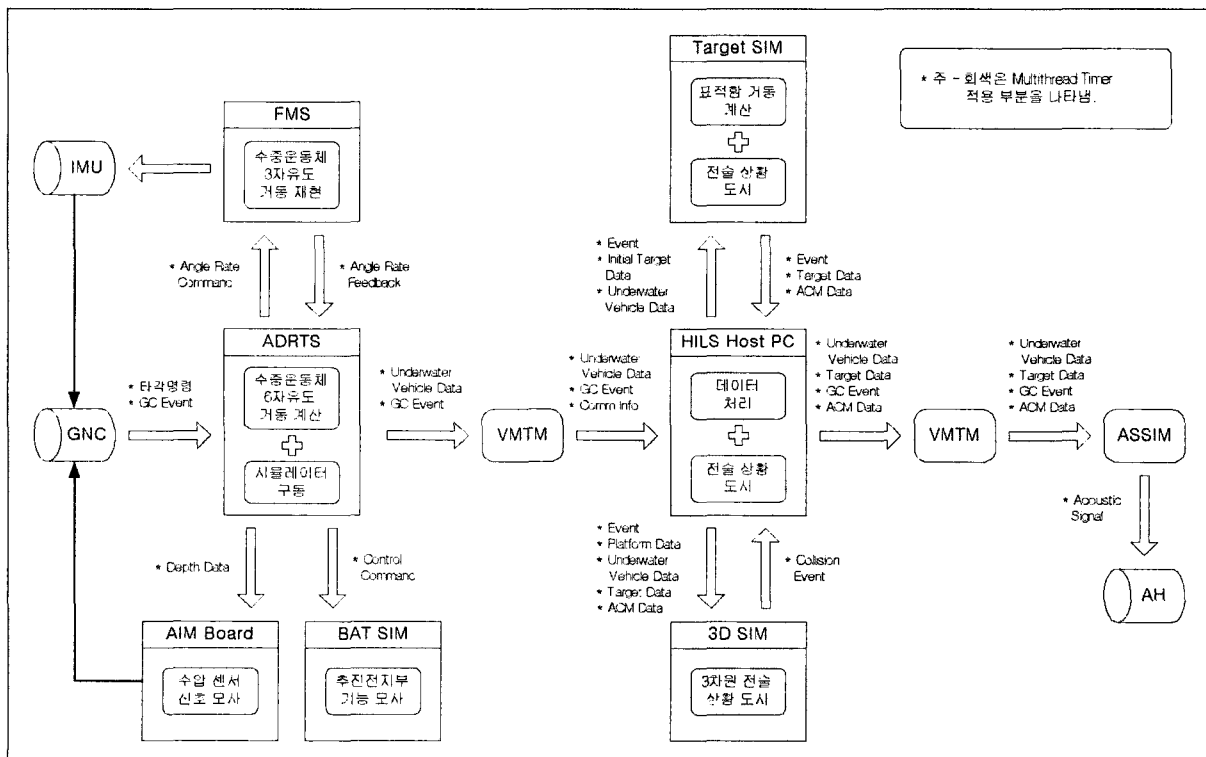 Target SIM
표적함 거동
계산
전술 상황
도시
* 주 - 회색은 Multithread Timer
적용 부분을 나타냄.
FMS
수중운동체
3자유도
거동 재현
IMU
* Angle Rate
Command
* Angle Rate
Feedback
* Event
* Initial Target
Data
* Underwater
Vehicle Data
* Event
* Target Data
* ACM Data
ADRTS
수중운동체
6자유도
거동 계산
시뮬레이터
구동
HILS Host PC
데이터
처리
전술 상황
도시
* 타각명령
* GC Event
GNC
* Underwater
Vehicle Data
* GC Event
VMTM
* Underwater
Vehicle Data
* GC Event
* Comm Info
* Underwater
Vehicle Data
* Target Data
* GC Event
* ACM Data
VMTM
* Underwater
Vehicle Data
* Target Data
* GC Event
* ACM Data
ASSIM
* Acoustic
Signal
AH
* Depth Data
* Control
Command
* Event
* Platform Data
* Underwater
Vehicle Data
* Target Data
* ACM Data
* Collision
Event
AIM Board
수압 센서
신호 모사
BAT SIM
추진전지부
기능 모사
3D SIM
3차원 전술
상황 도시